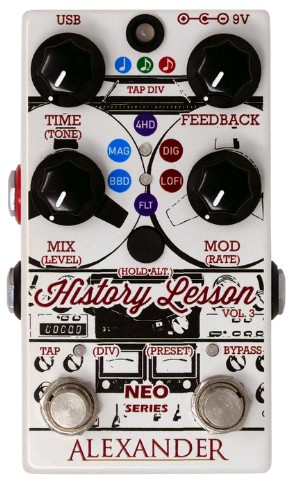 USB 9V
TAP DIV
TIME FEEDBACK
(TONE)
4HD
MAG DIG
BBD LOFI
FLT
MIX MOD
(LEVEL) (RATE)
(HOLD ALT)
History Lesson
VOL. 3
00000
TAP (DIV) (PRESET) BYPASS
NEO
SERIES
ALEXANDER